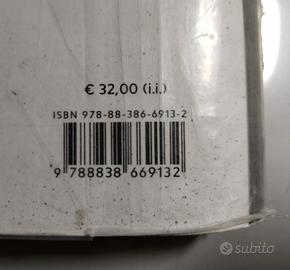 € 32,00 (i.i.)
ISBN 978-88-386-6913-2
9 788838 669132
subito